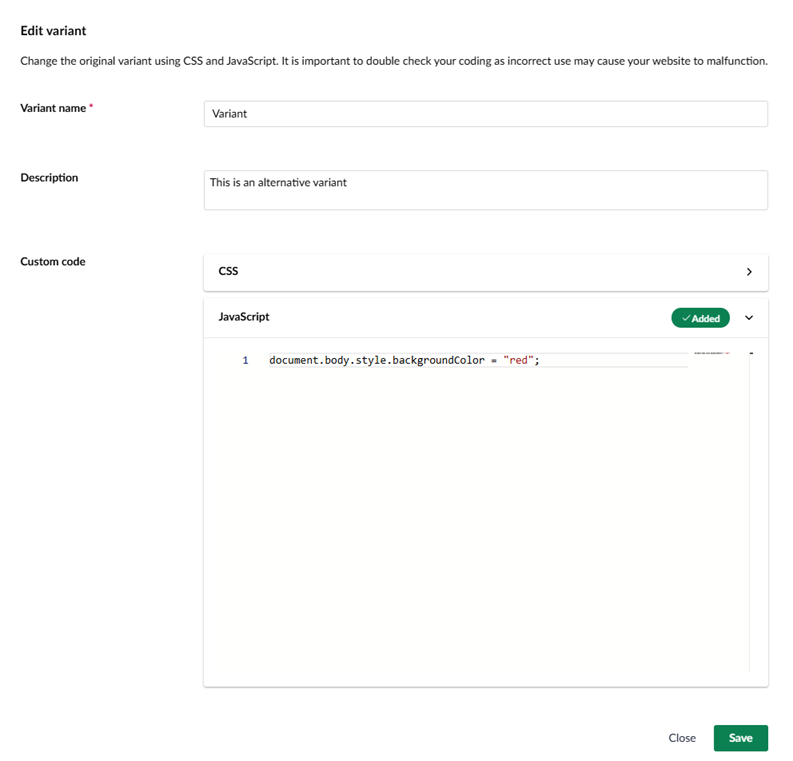 Edit variant
Change the original variant using CSS and JavaScript. It is important to double check your coding as incorrect use may cause your website to malfunction.
Variant name *
Variant
Description
This is an alternative variant
Custom code
CSS
JavaScript
Added
1 document.body.style.backgroundColor = "red";
Close
Save